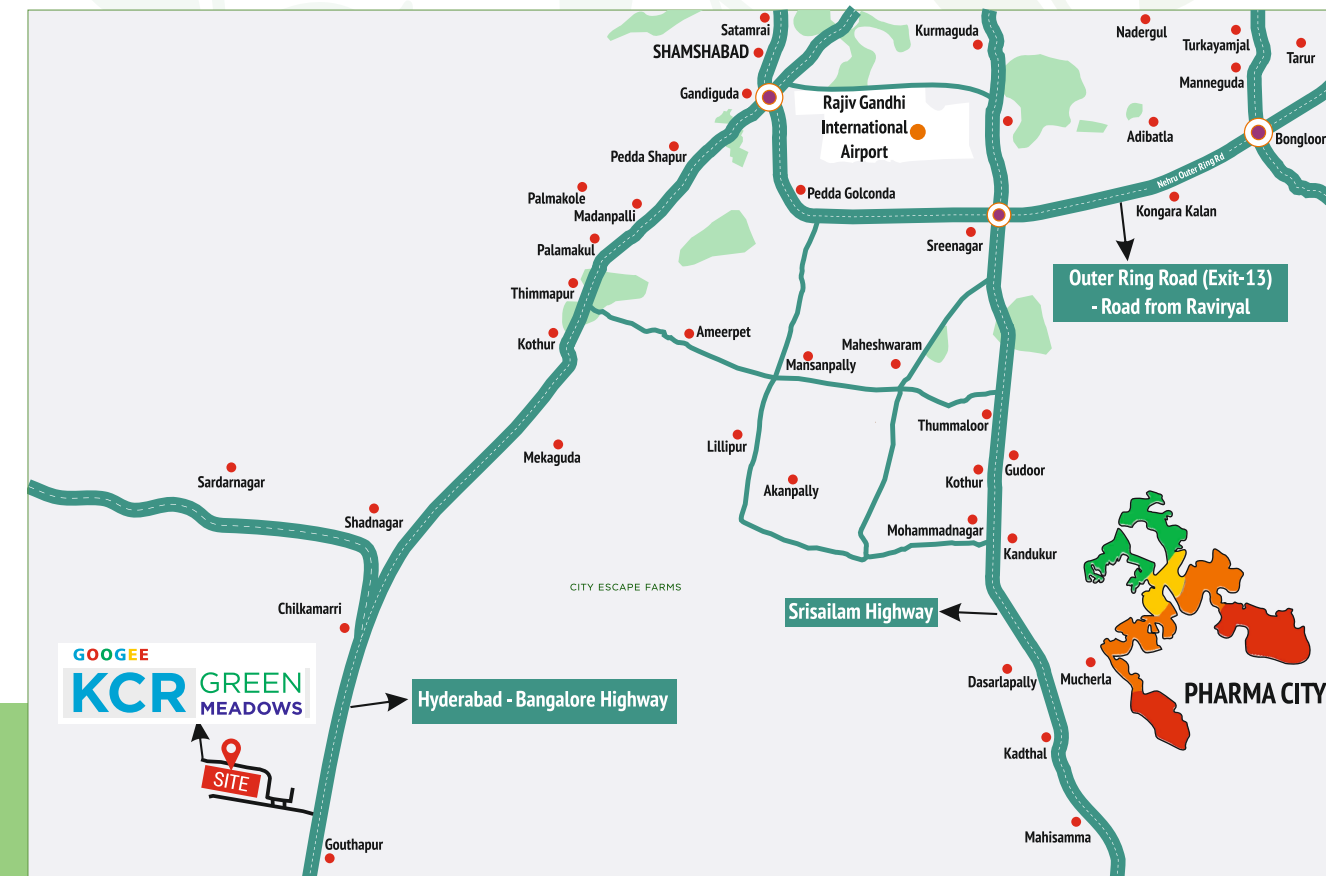 Satamrai
SHAMSHABAD
Gandiguda
Kurmaguda
Nadergul
Turkayamjal
Tarur
Manneguda
Rajiv Gandhi
International
Airport
Adibatla
Bongloor
Pedda Shapur
Palmakole
Madanpalli
Pedda Golconda
Nehru Outer Ring Rd
Kongara Kalan
Palamakul
Sreenagar
Thimmapur
Outer Ring Road (Exit-13)
- Road from Raviryal
Kothur
Ameerpet
Maheshwaram
Mansanpally
Thummaloor
Lillipur
Mekaguda
Gudoor
Kothur
Akanpally
Sardarnagar
Shadnagar
Mohammadnagar
Kandukur
CITY ESCAPE FARMS
Chilkamarri
Srisailam Highway
GOOGEE
KCR GREEN
MEADOWS
Hyderabad - Bangalore Highway
Dasarlapally
Mucherla
PHARMA CITY
Kadthal
SITE
Mahisamma
Gouthapur